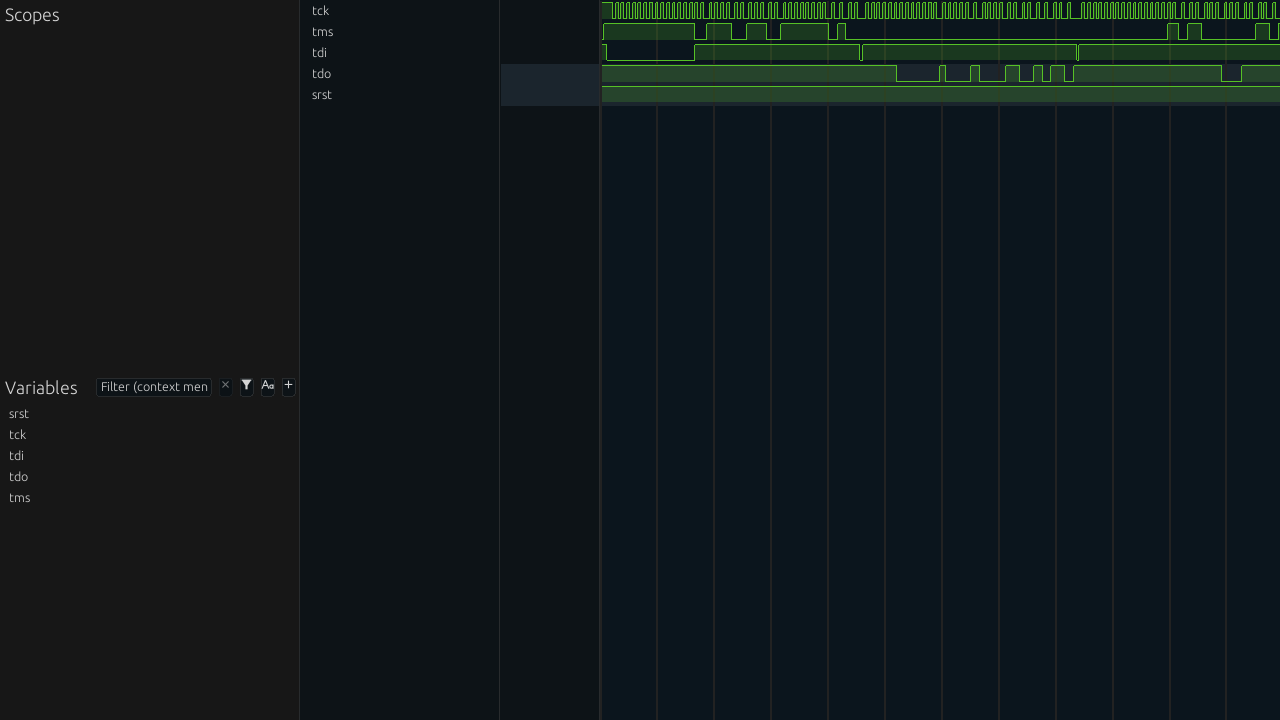 Scopes
tck
tms
tdi
tdo
srst
Variables Filter (context men × Aa +
srst
tck
tdi
tdo
tms